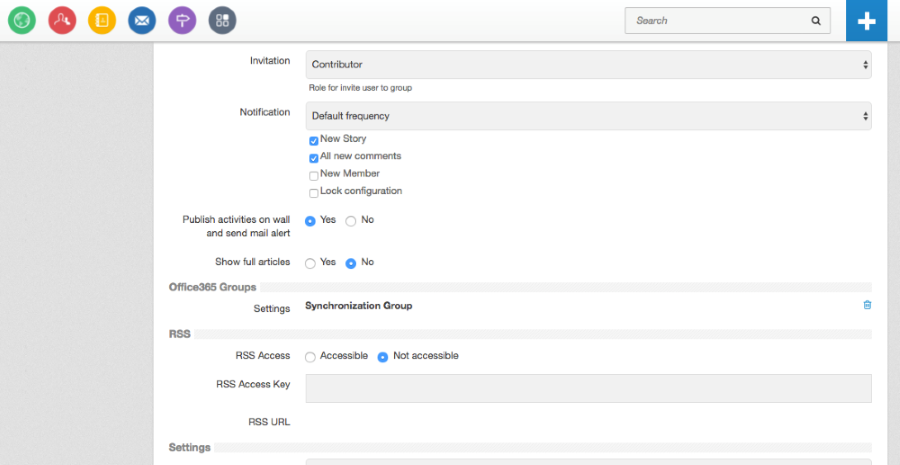 Search
Invitation
Contributor
Role for invite user to group
Notification
Default frequency
New Story
All new comments
New Member
Lock configuration
Publish activities on wall
and send mail alert
Yes No
Show full articles
Yes No
Office365 Groups
Settings
Synchronization Group
RSS
RSS Access
Accessible Not accessible
RSS Access Key
RSS URL
Settings